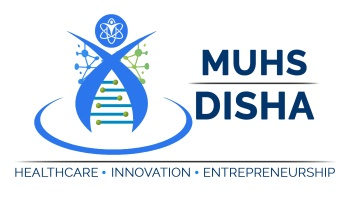 MUHS
DISHA
HEALTHCARE • INNOVATION • ENTREPRENEURSHIP